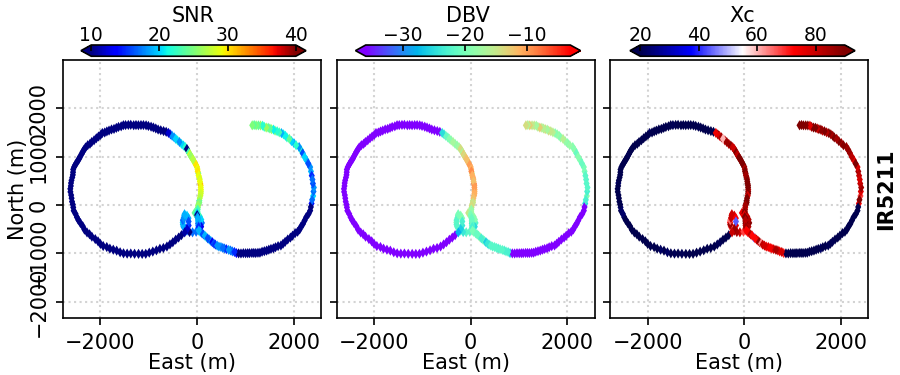 SNR DBV Xc
10 20 30 40 −30 −20 −10 20 40 60 80
North (m)
2000
1000
0
−1000
−2000
IR5211
−2000 0 2000 −2000 0 2000 −2000 0 2000
East (m) East (m) East (m)